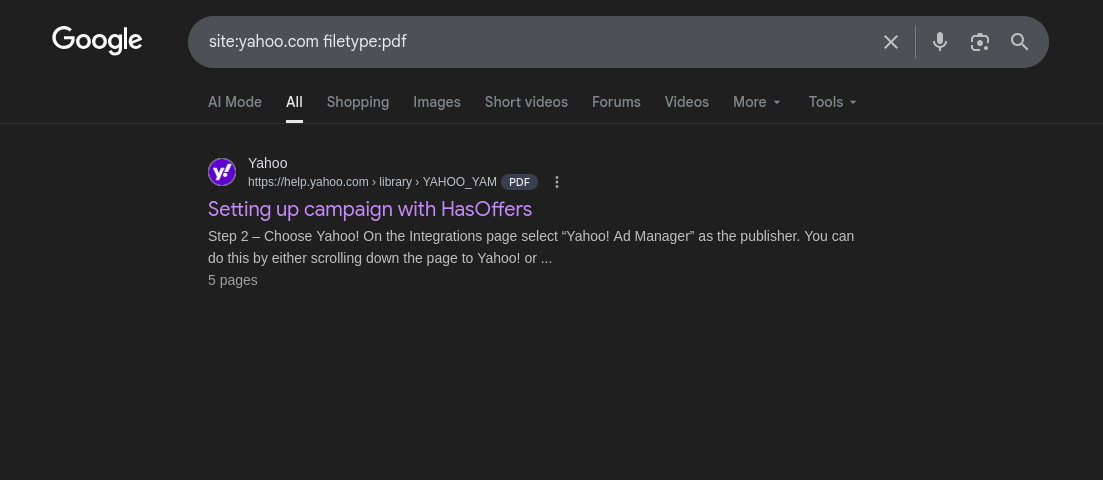 Google
site:yahoo.com filetype:pdf
AI Mode All Shopping Images Short videos Forums Videos More Tools
y!
Yahoo
https://help.yahoo.com › library › YAHOO_YAM PDF
Setting up campaign with HasOffers
Step 2 – Choose Yahoo! On the Integrations page select “Yahoo! Ad Manager” as the publisher. You can
do this by either scrolling down the page to Yahoo! or ...
5 pages